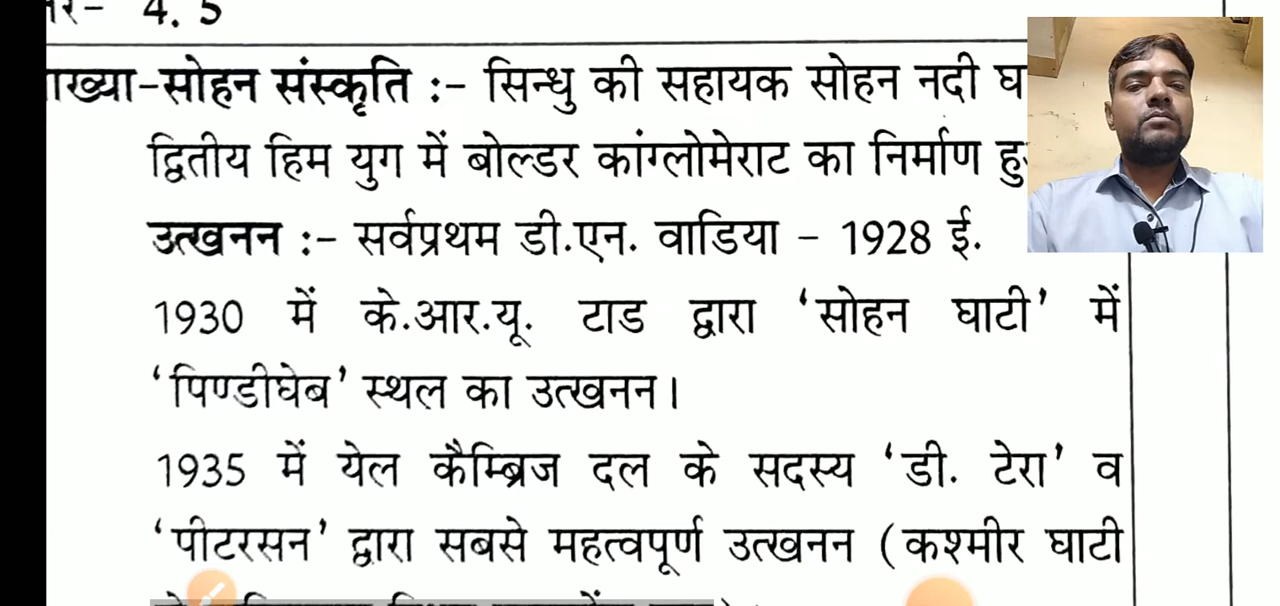 4. 5
सोहन संस्कृति :- सिन्धु की सहायक सोहन नदी
द्वितीय हिम युग में बोल्डर कांग्लोमेराट का निर्माण
उत्खनन :- सर्वप्रथम डी.एन. वाडिया - 1928 ई.
1930 में के.आर.यू. टाड द्वारा ‘सोहन घाटी’ में
‘पिण्डीघेब’ स्थल का उत्खनन।
1935 में येल कैम्ब्रिज दल के सदस्य ‘डी. टेरा’ व
‘पीटरसन’ द्वारा सबसे महत्वपूर्ण उत्खनन (कश्मीर घाटी